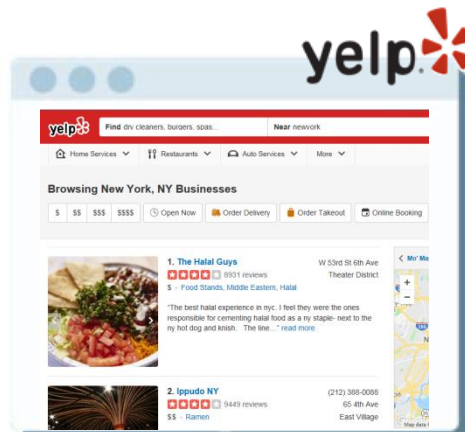 yelp
yelp
Find dry cleaners, burgers, spas... Near newyork
Home Services Restaurants Auto Services More
Browsing New York, NY Businesses
$ $$ $$$ $$$$ Open Now Order Delivery Order Takeout Online Booking
1. The Halal Guys W 53rd St 6th Ave
8931 reviews Theater District
$ · Food Stands, Middle Eastern, Halal
"The best halal experience in nyc. I feel they were the ones
responsible for cementing halal food as a ny staple- next to the
ny hot dog and knish. The line..." read more
< Mo' Ma
+
−
2. Ippudo NY (212) 388-0088
9449 reviews 65 4th Ave
$$ · Ramen East Village
Map data